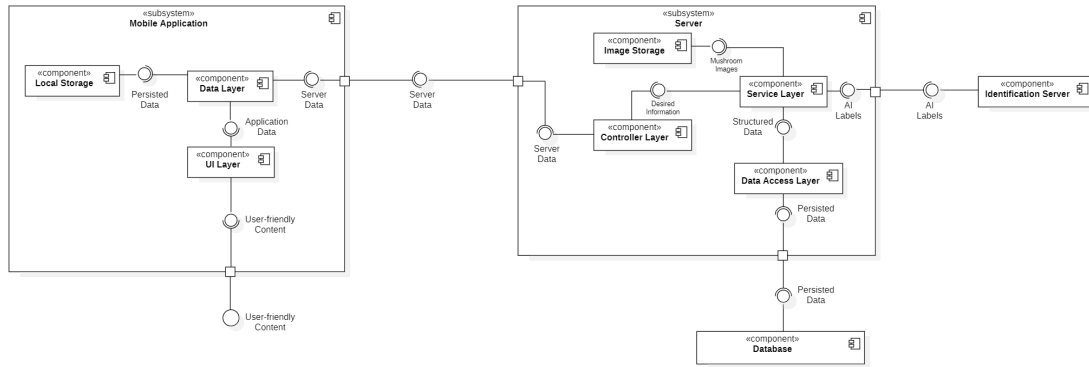 «subsystem»
Mobile Application
«component»
Local Storage
Persisted
Data
«component»
Data Layer
Server
Data
Application
Data
«component»
UI Layer
User-friendly
Content
User-friendly
Content
Server
Data
«subsystem»
Server
«component»
Image Storage
Mushroom
Images
Server
Data
«component»
Controller Layer
Desired
Information
«component»
Service Layer
AI
Labels
Structured
Data
«component»
Data Access Layer
Persisted
Data
AI
Labels
«component»
Identification Server
Persisted
Data
«component»
Database